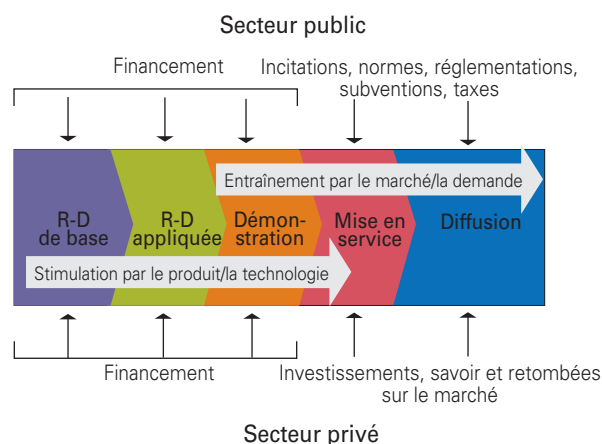 Secteur public
Financement
Incitations, normes, réglementations,
subventions, taxes
Entraînement par le marché/la demande
R-D
de base
R-D
appliquée
Démon-
stration
Mise en
service
Diffusion
Stimulation par le produit/la technologie
Financement
Investissements, savoir et retombées
sur le marché
Secteur privé